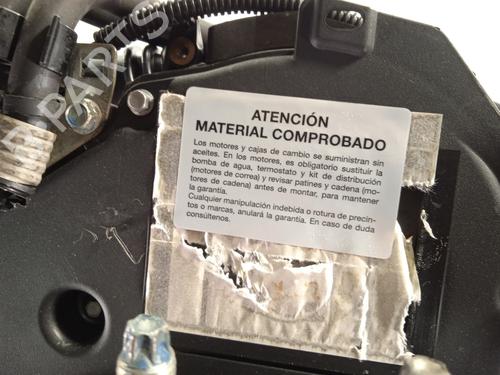 ATENCIÓN
MATERIAL COMPROBADO
Los motores y cajas de cambio se suministran sin
aceites. En los motores, es obligatorio sustituir la
bomba de agua, termostato y kit de distribución
(motores de correa) y revisar patines y cadena (mo-
tores de cadena) antes de montar, para mantener
la garantía.
Cualquier manipulación indebida o rotura de precin-
tos o marcas, anulará la garantía. En caso de duda
consúltenos.
PARTS